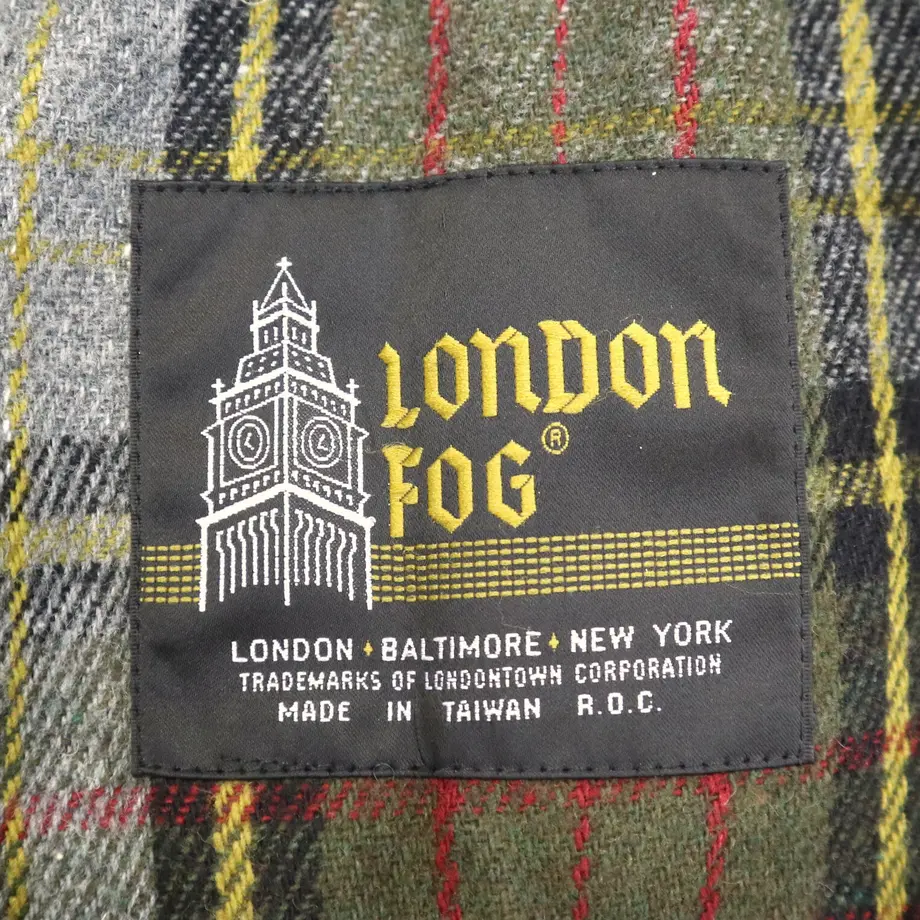 LONDON
FOG®
LONDON ♦ BALTIMORE ♦ NEW YORK
TRADEMARKS OF LONDONTOWN CORPORATION
MADE IN TAIWAN R.O.C.